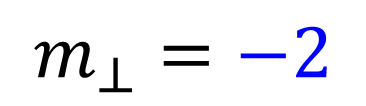 m⊥ = −2